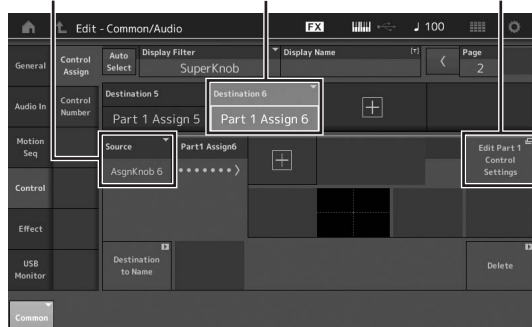 Edit - Common/Audio
FX
♩ 100
General
Control
Assign
Auto
Select
Display Filter
SuperKnob
Display Name
[T]
Page
2
Audio In
Control
Number
Destination 5
Part 1 Assign 5
Destination 6
Part 1 Assign 6
+
Motion
Seq
Source
AsgnKnob 6
Part1 Assign6
+
Edit Part 1
Control
Settings
Control
Effect
USB
Monitor
Destination
to Name
Delete
Common